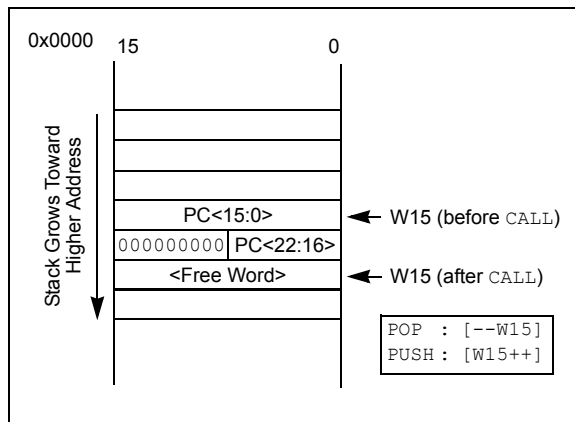 0x0000
15
0
Stack Grows Toward
Higher Address
PC<15:0>
W15 (before CALL)
000000000
PC<22:16>
<Free Word>
W15 (after CALL)
POP : [--W15]
PUSH : [W15++]